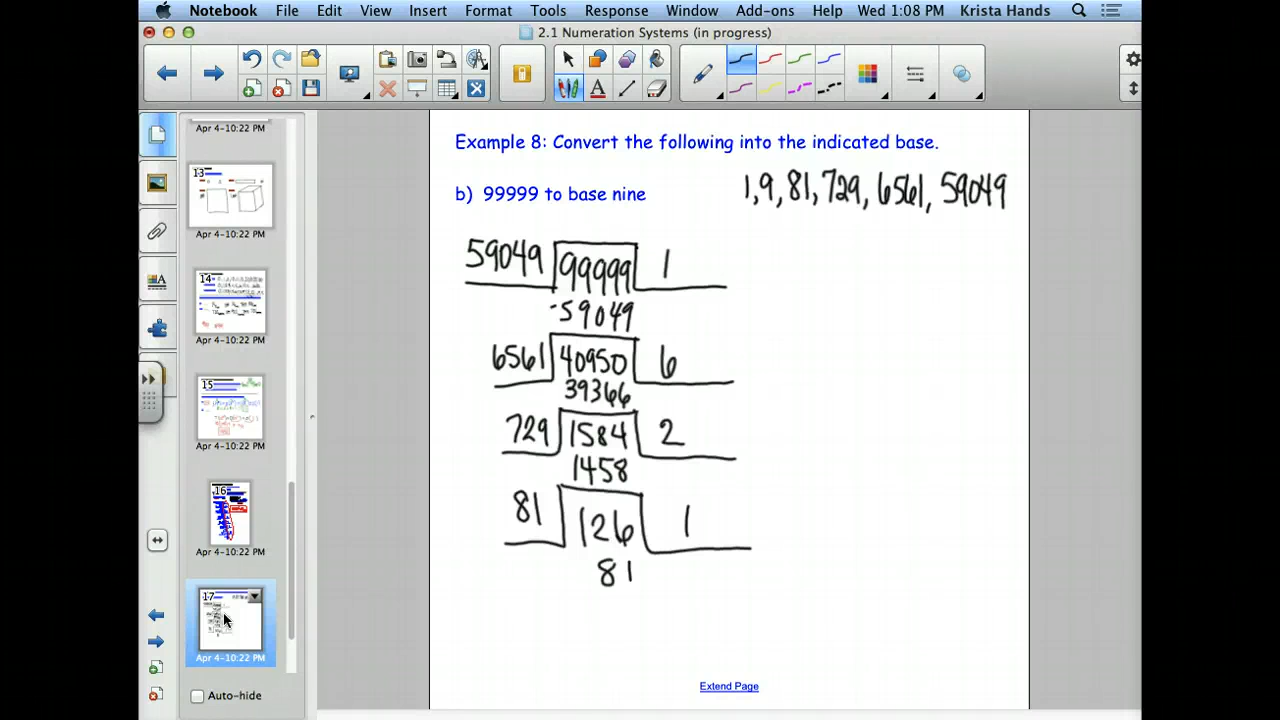 Notebook File Edit View Insert Format Tools Response Window Add-ons Help Wed 1:08 PM Krista Hands
2.1 Numeration Systems (in progress)
Apr 4-10:22 PM
13
Apr 4-10:22 PM
14
Apr 4-10:22 PM
15
Apr 4-10:22 PM
16
Apr 4-10:22 PM
17
Apr 4-10:22 PM
Auto-hide
Example 8: Convert the following into the indicated base.
b) 99999 to base nine
1, 9, 81, 729, 6561, 59049
59049 99999 1
-59049
6561 40950 6
39366
729 1584 2
1458
81 126 1
81
Extend Page